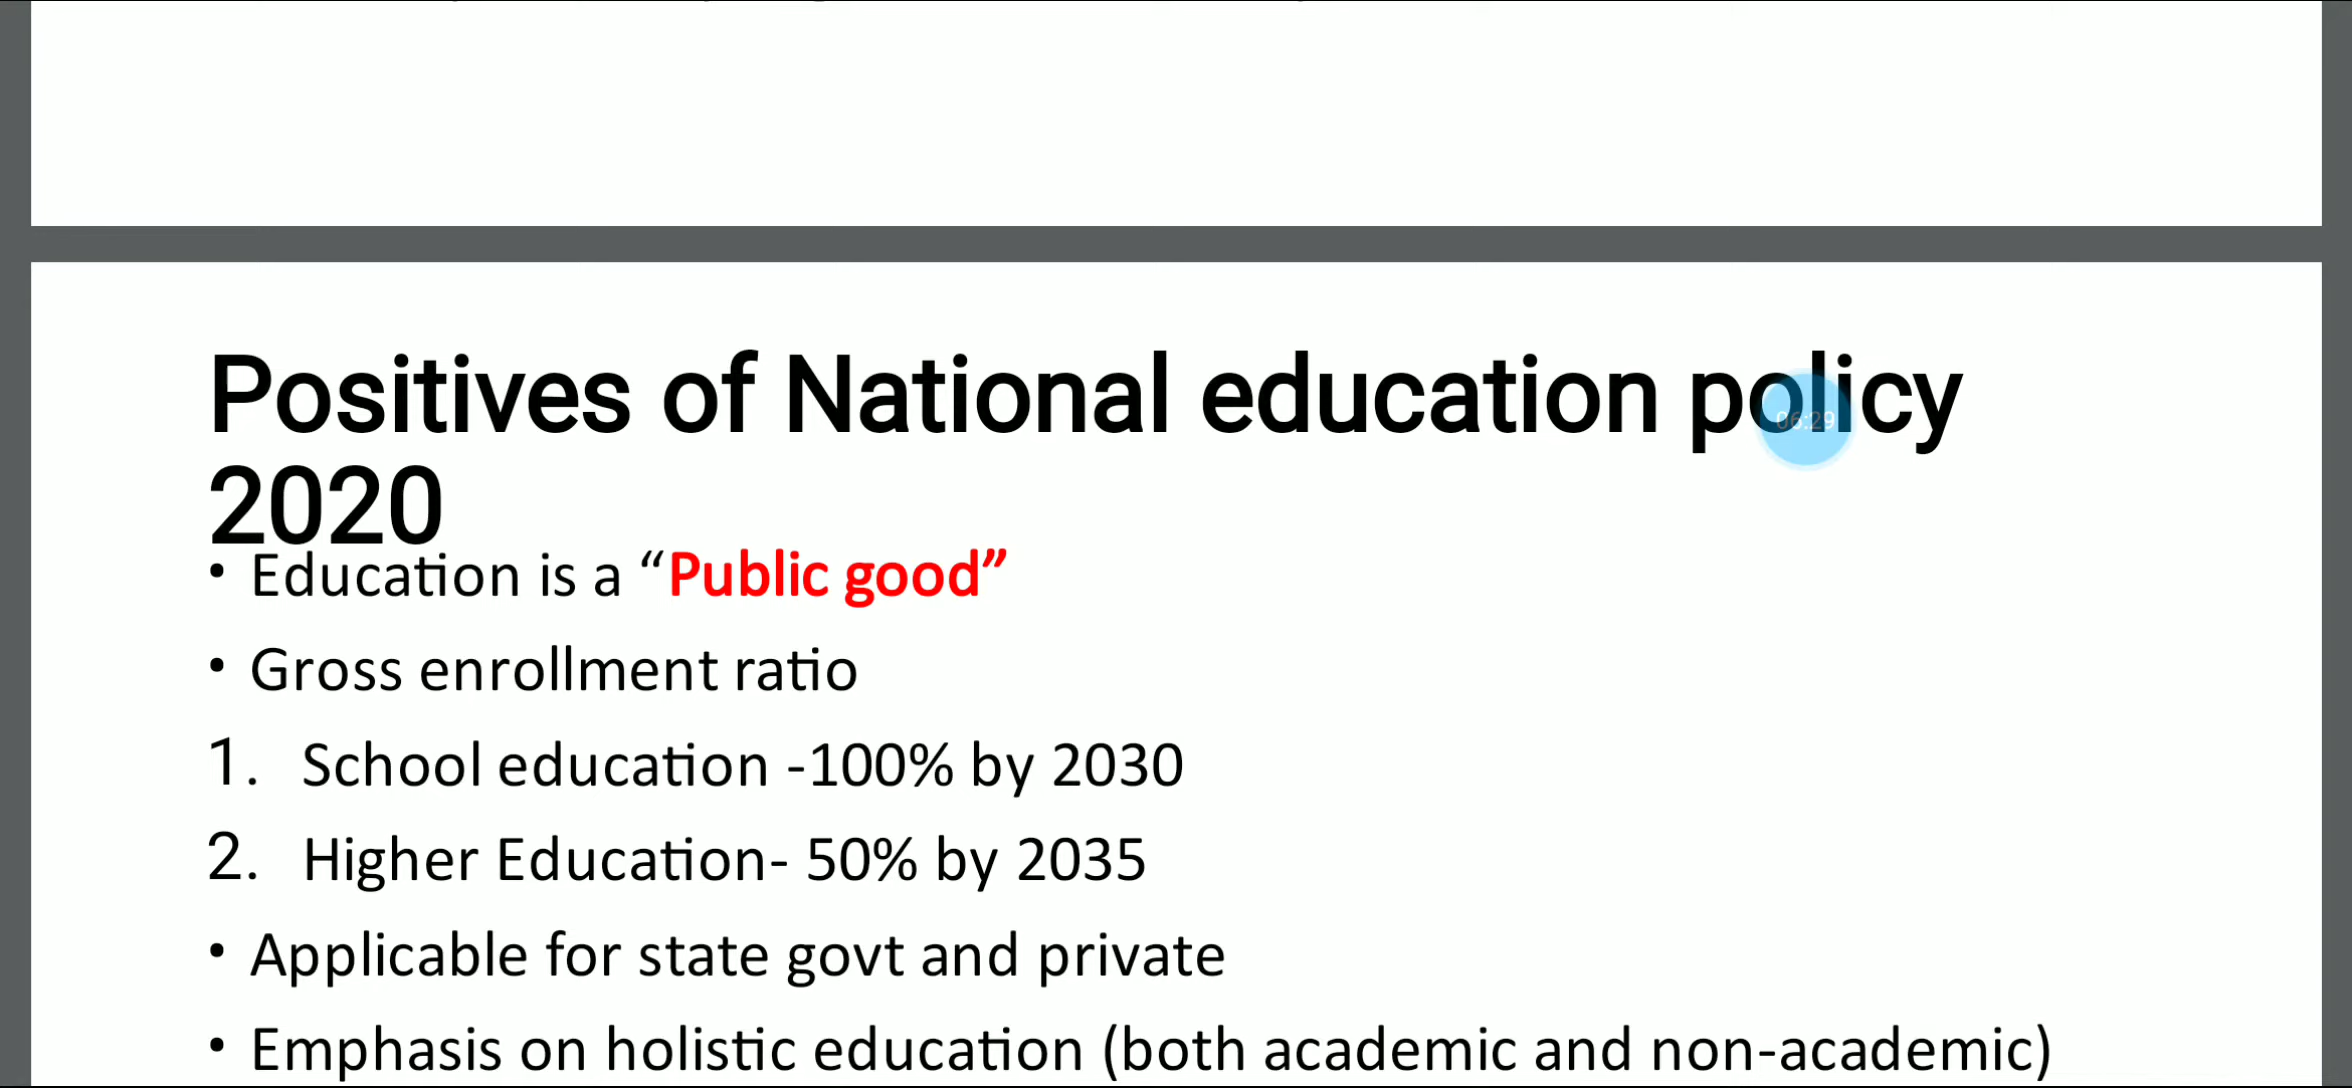 Positives of National education policy
2020
• Education is a “Public good”
• Gross enrollment ratio
1. School education -100% by 2030
2. Higher Education- 50% by 2035
• Applicable for state govt and private
• Emphasis on holistic education (both academic and non-academic)
06:29